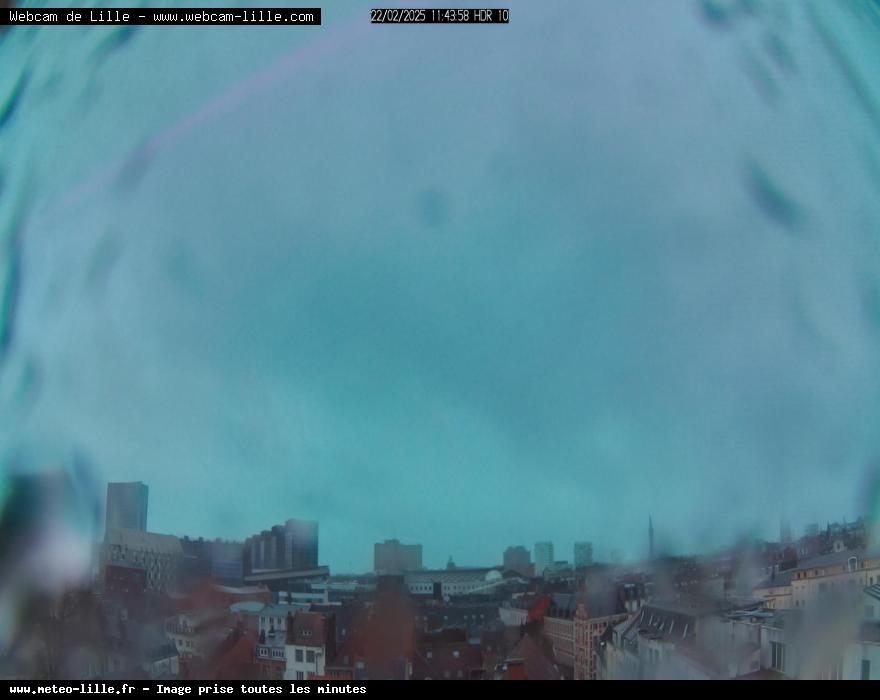 Webcam de Lille - www.webcam-lille.com
22/02/2025 11:43:58 HDR 10
www.meteo-lille.fr - Image prise toutes les minutes